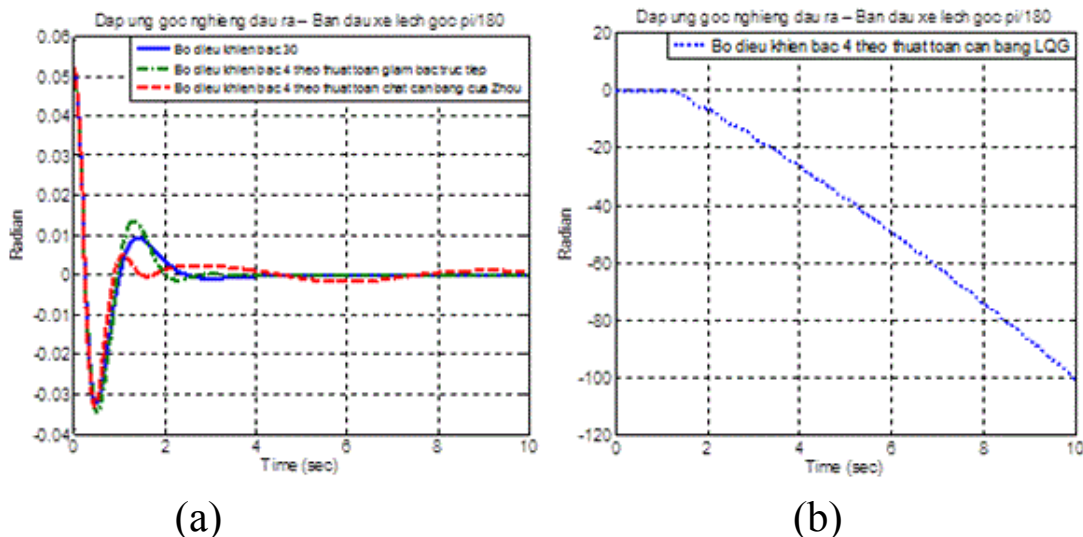 Dap ung goc nghieng dau ra – Ban dau xe lech goc pi/180
0.06
0.05
0.04
0.03
0.02
0.01
0
-0.01
-0.02
-0.03
-0.04
Radian
Bo dieu khien bac 30
Bo dieu khien bac 4 theo thuat toan giam bac truc tiep
Bo dieu khien bac 4 theo thuat toan chat can bang cua Zhou
0 2 4 6 8 10
Time (sec)
(a)
Dap ung goc nghieng dau ra – Ban dau xe lech goc pi/180
20
0
-20
-40
-60
-80
-100
-120
Radian
Bo dieu khien bac 4 theo thuat toan can bang LQG
0 2 4 6 8 10
Time (sec)
(b)